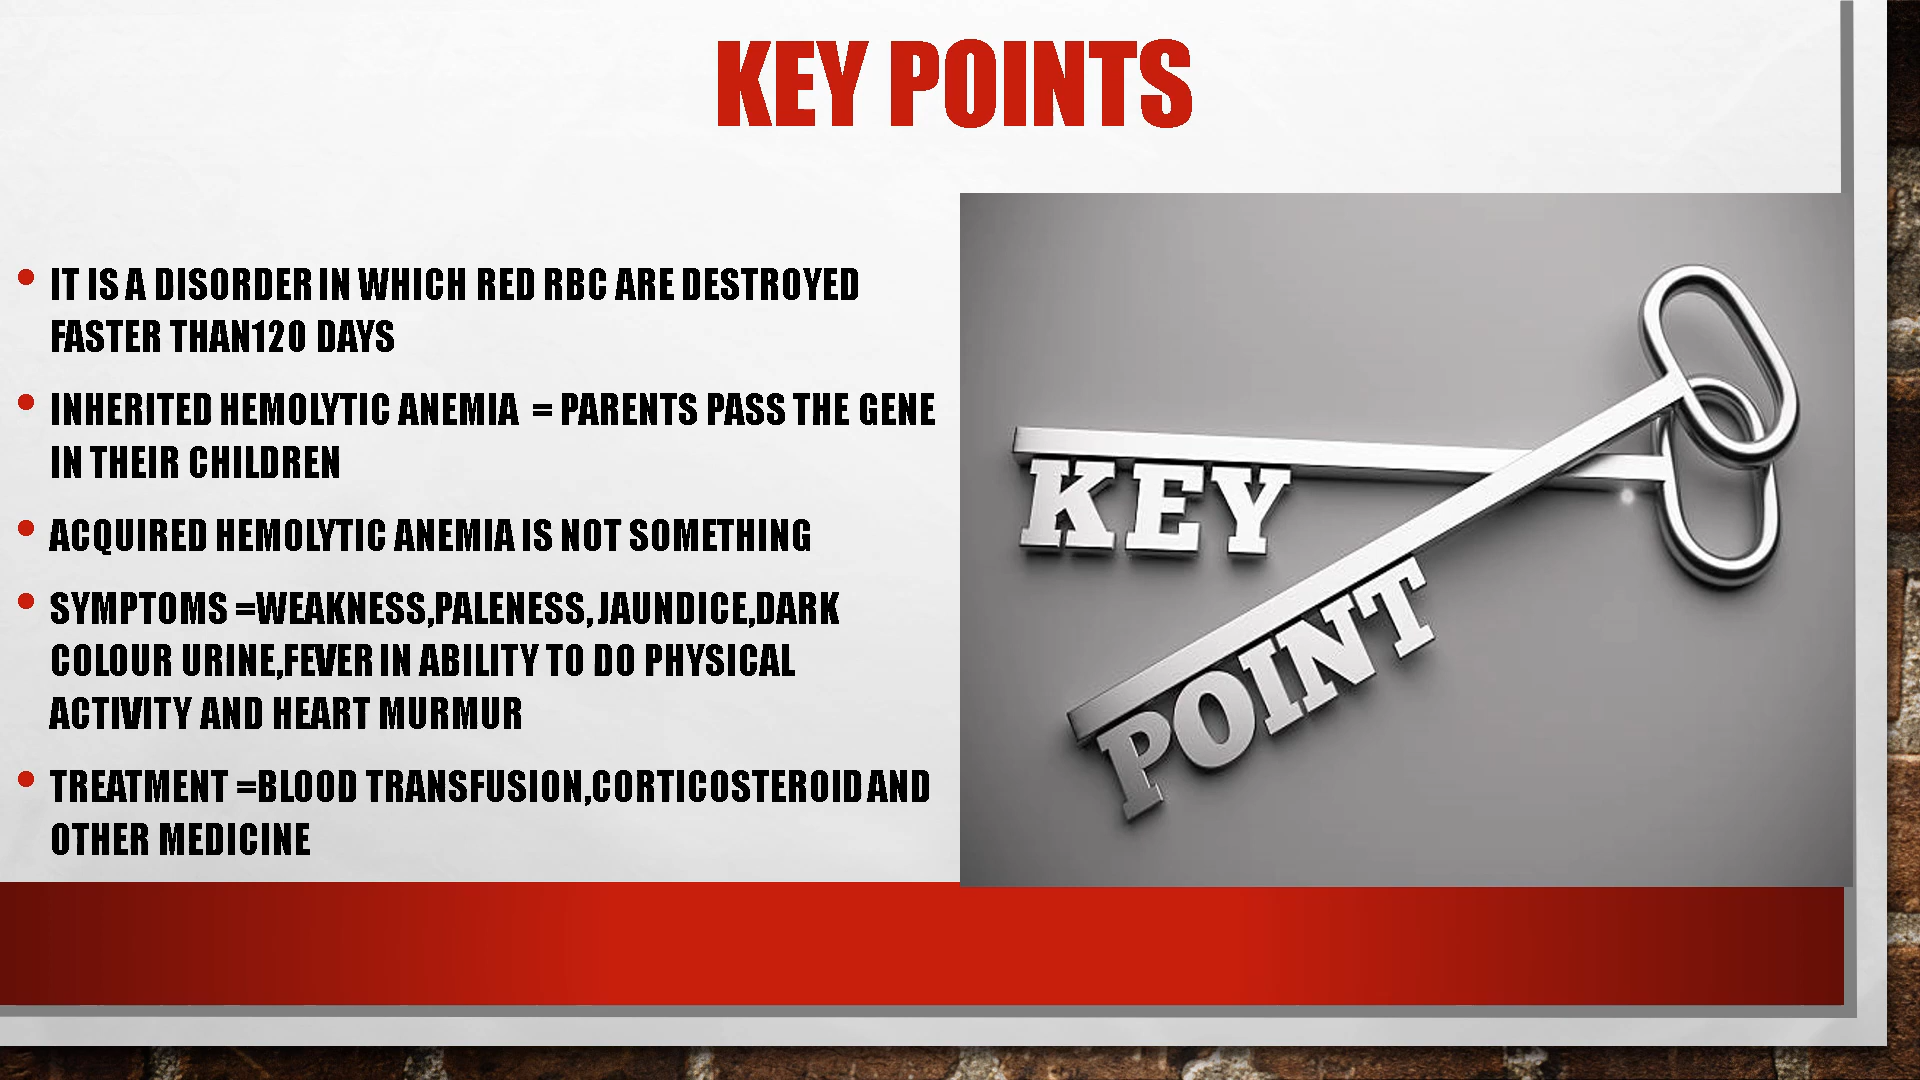 KEY POINTS
• IT IS A DISORDER IN WHICH RED RBC ARE DESTROYED
FASTER THAN120 DAYS
• INHERITED HEMOLYTIC ANEMIA = PARENTS PASS THE GENE
IN THEIR CHILDREN
• ACQUIRED HEMOLYTIC ANEMIA IS NOT SOMETHING
• SYMPTOMS =WEAKNESS,PALENESS, JAUNDICE,DARK
COLOUR URINE,FEVER IN ABILITY TO DO PHYSICAL
ACTIVITY AND HEART MURMUR
• TREATMENT =BLOOD TRANSFUSION,CORTICOSTEROID AND
OTHER MEDICINE
KEY
POINT